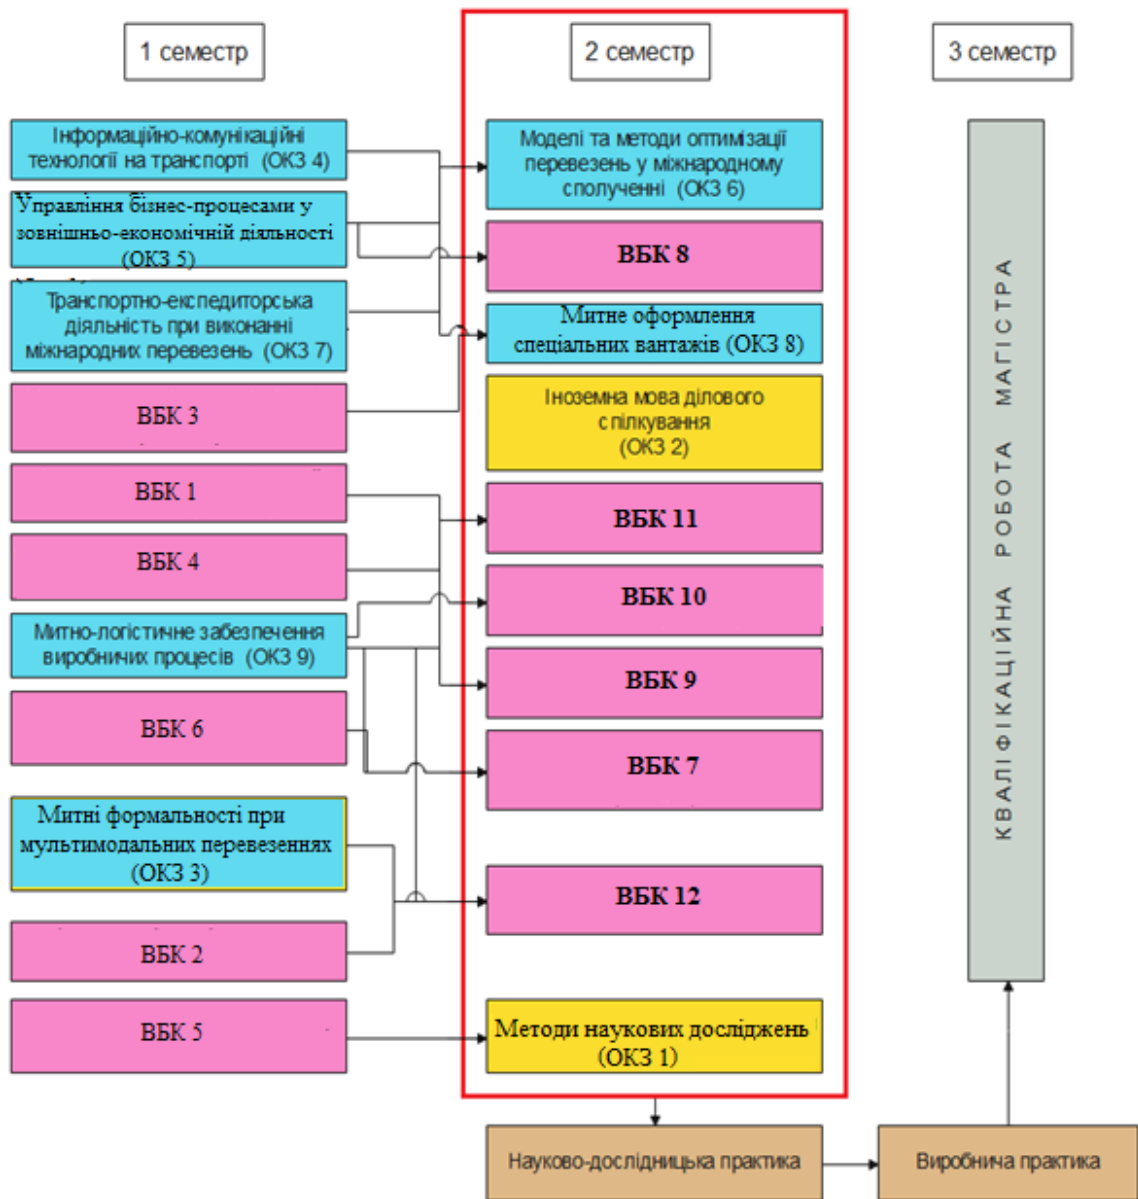 1 семестр
2 семестр
3 семестр
Інформаційно-комунікаційні
технології на транспорті (ОКЗ 4)
Управління бізнес-процесами у
зовнішньо-економічній діяльності
(ОКЗ 5)
Транспортно-експедиторська
діяльність при виконанні
міжнародних перевезень (ОКЗ 7)
ВБК 3
ВБК 1
ВБК 4
Митно-логістичне забезпечення
виробничих процесів (ОКЗ 9)
ВБК 6
Митні формальності при
мультимодальних перевезеннях
(ОКЗ 3)
ВБК 2
ВБК 5
Моделі та методи оптимізації
перевезень у міжнародному
сполученні (ОКЗ 6)
ВБК 8
Митне оформлення
спеціальних вантажів (ОКЗ 8)
Іноземна мова ділового
спілкування
(ОКЗ 2)
ВБК 11
ВБК 10
ВБК 9
ВБК 7
ВБК 12
Методи наукових досліджень
(ОКЗ 1)
КВАЛІФІКАЦІЙНА РОБОТА МАГІСТРА
Науково-дослідницька практика
Виробнича практика